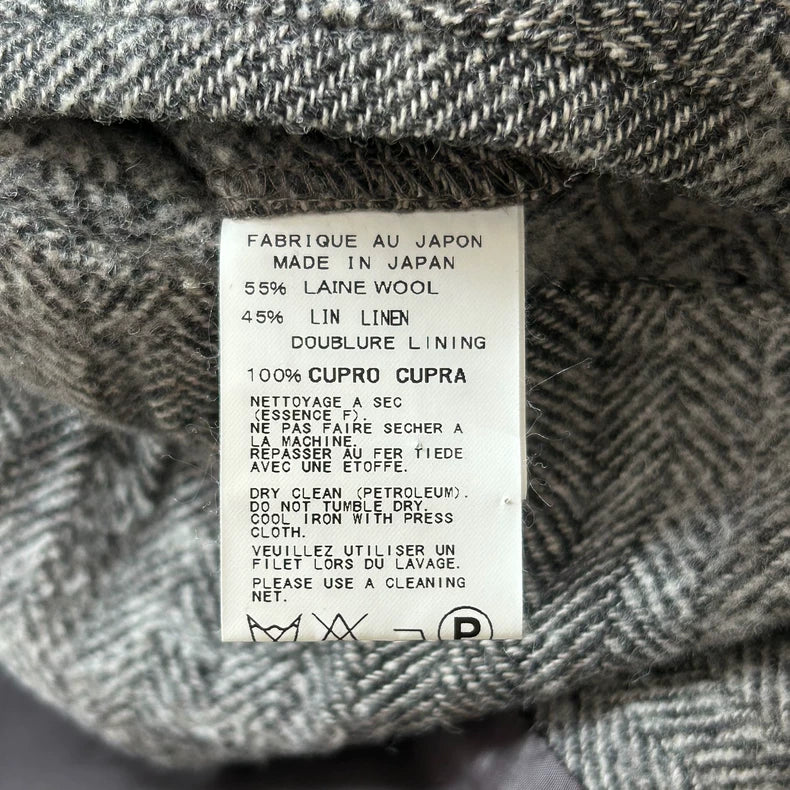 FABRIQUE AU JAPON
MADE IN JAPAN
55% LAINE WOOL
45% LIN LINEN
DOUBLURE LINING
100% CUPRO CUPRA
NETTOYAGE A SEC
(ESSENCE F).
NE PAS FAIRE SECHER A
LA MACHINE.
REPASSER AU FER TIEDE
AVEC UNE ETOFFE.
DRY CLEAN (PETROLEUM).
DO NOT TUMBLE DRY.
COOL IRON WITH PRESS
CLOTH.
VEUILLEZ UTILISER UN
FILET LORS DU LAVAGE.
PLEASE USE A CLEANING
NET.
P